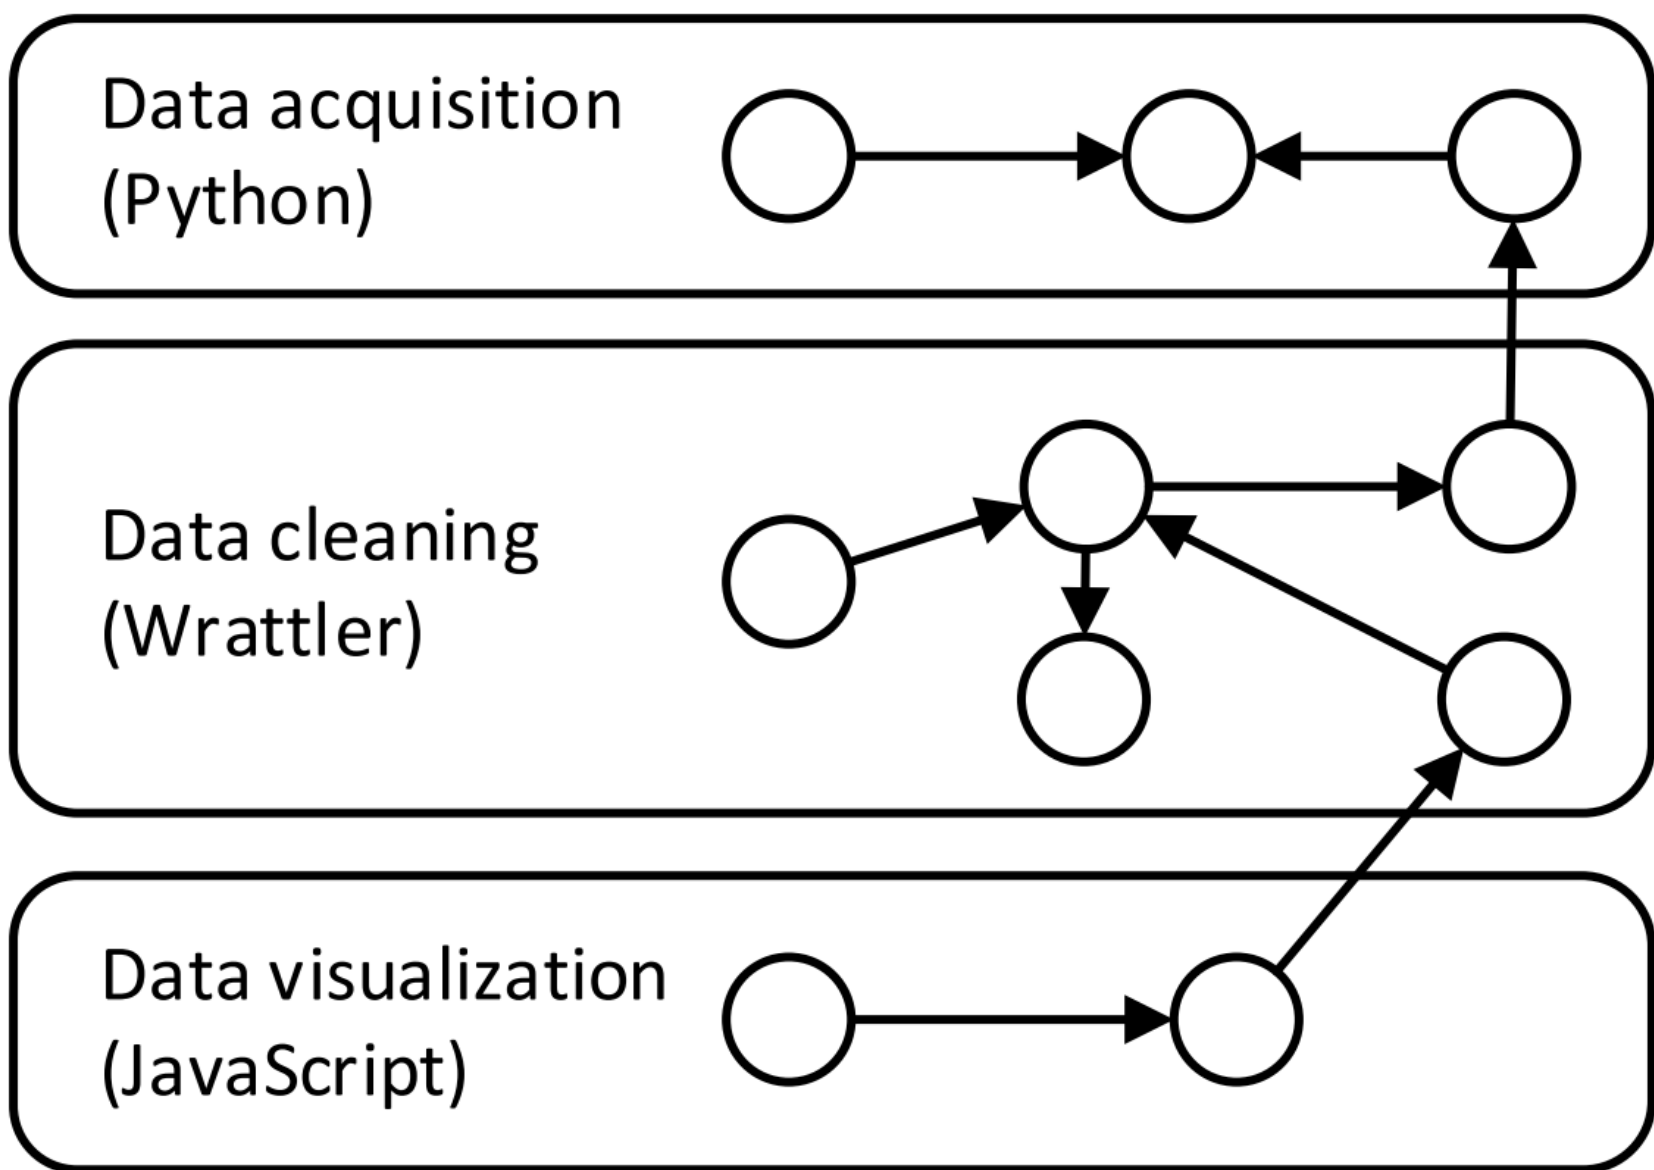 Data acquisition
(Python)
Data cleaning
(Wrattler)
Data visualization
(JavaScript)